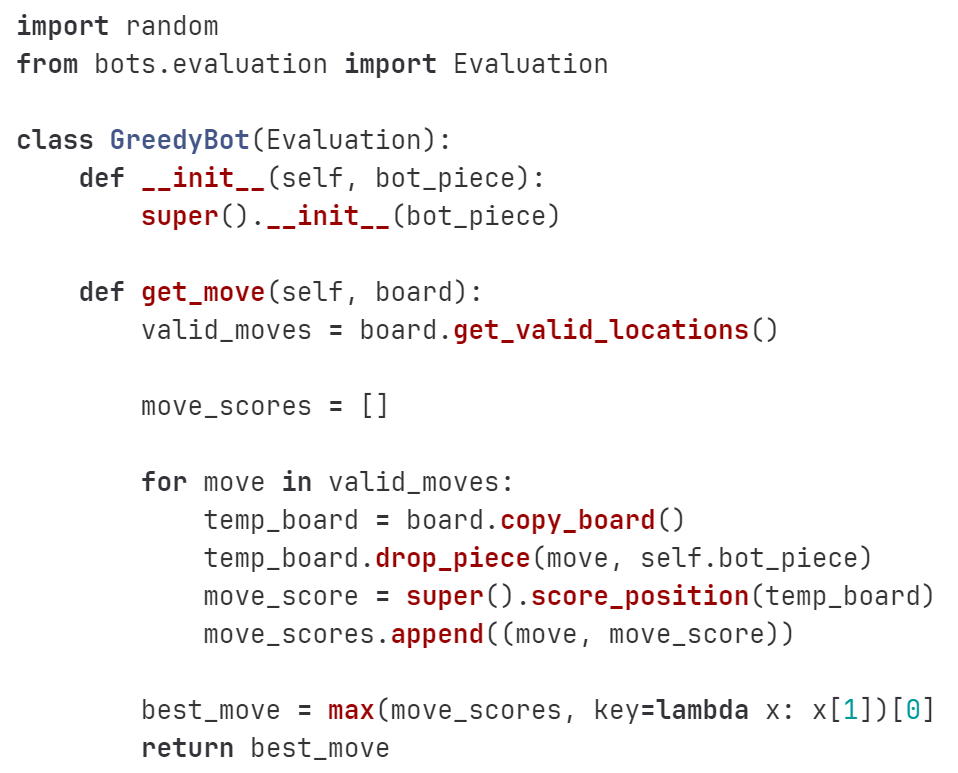 import random
from bots.evaluation import Evaluation

class GreedyBot(Evaluation):
    def __init__(self, bot_piece):
        super().__init__(bot_piece)

    def get_move(self, board):
        valid_moves = board.get_valid_locations()

        move_scores = []

        for move in valid_moves:
            temp_board = board.copy_board()
            temp_board.drop_piece(move, self.bot_piece)
            move_score = super().score_position(temp_board)
            move_scores.append((move, move_score))

        best_move = max(move_scores, key=lambda x: x[1])[0]
        return best_move